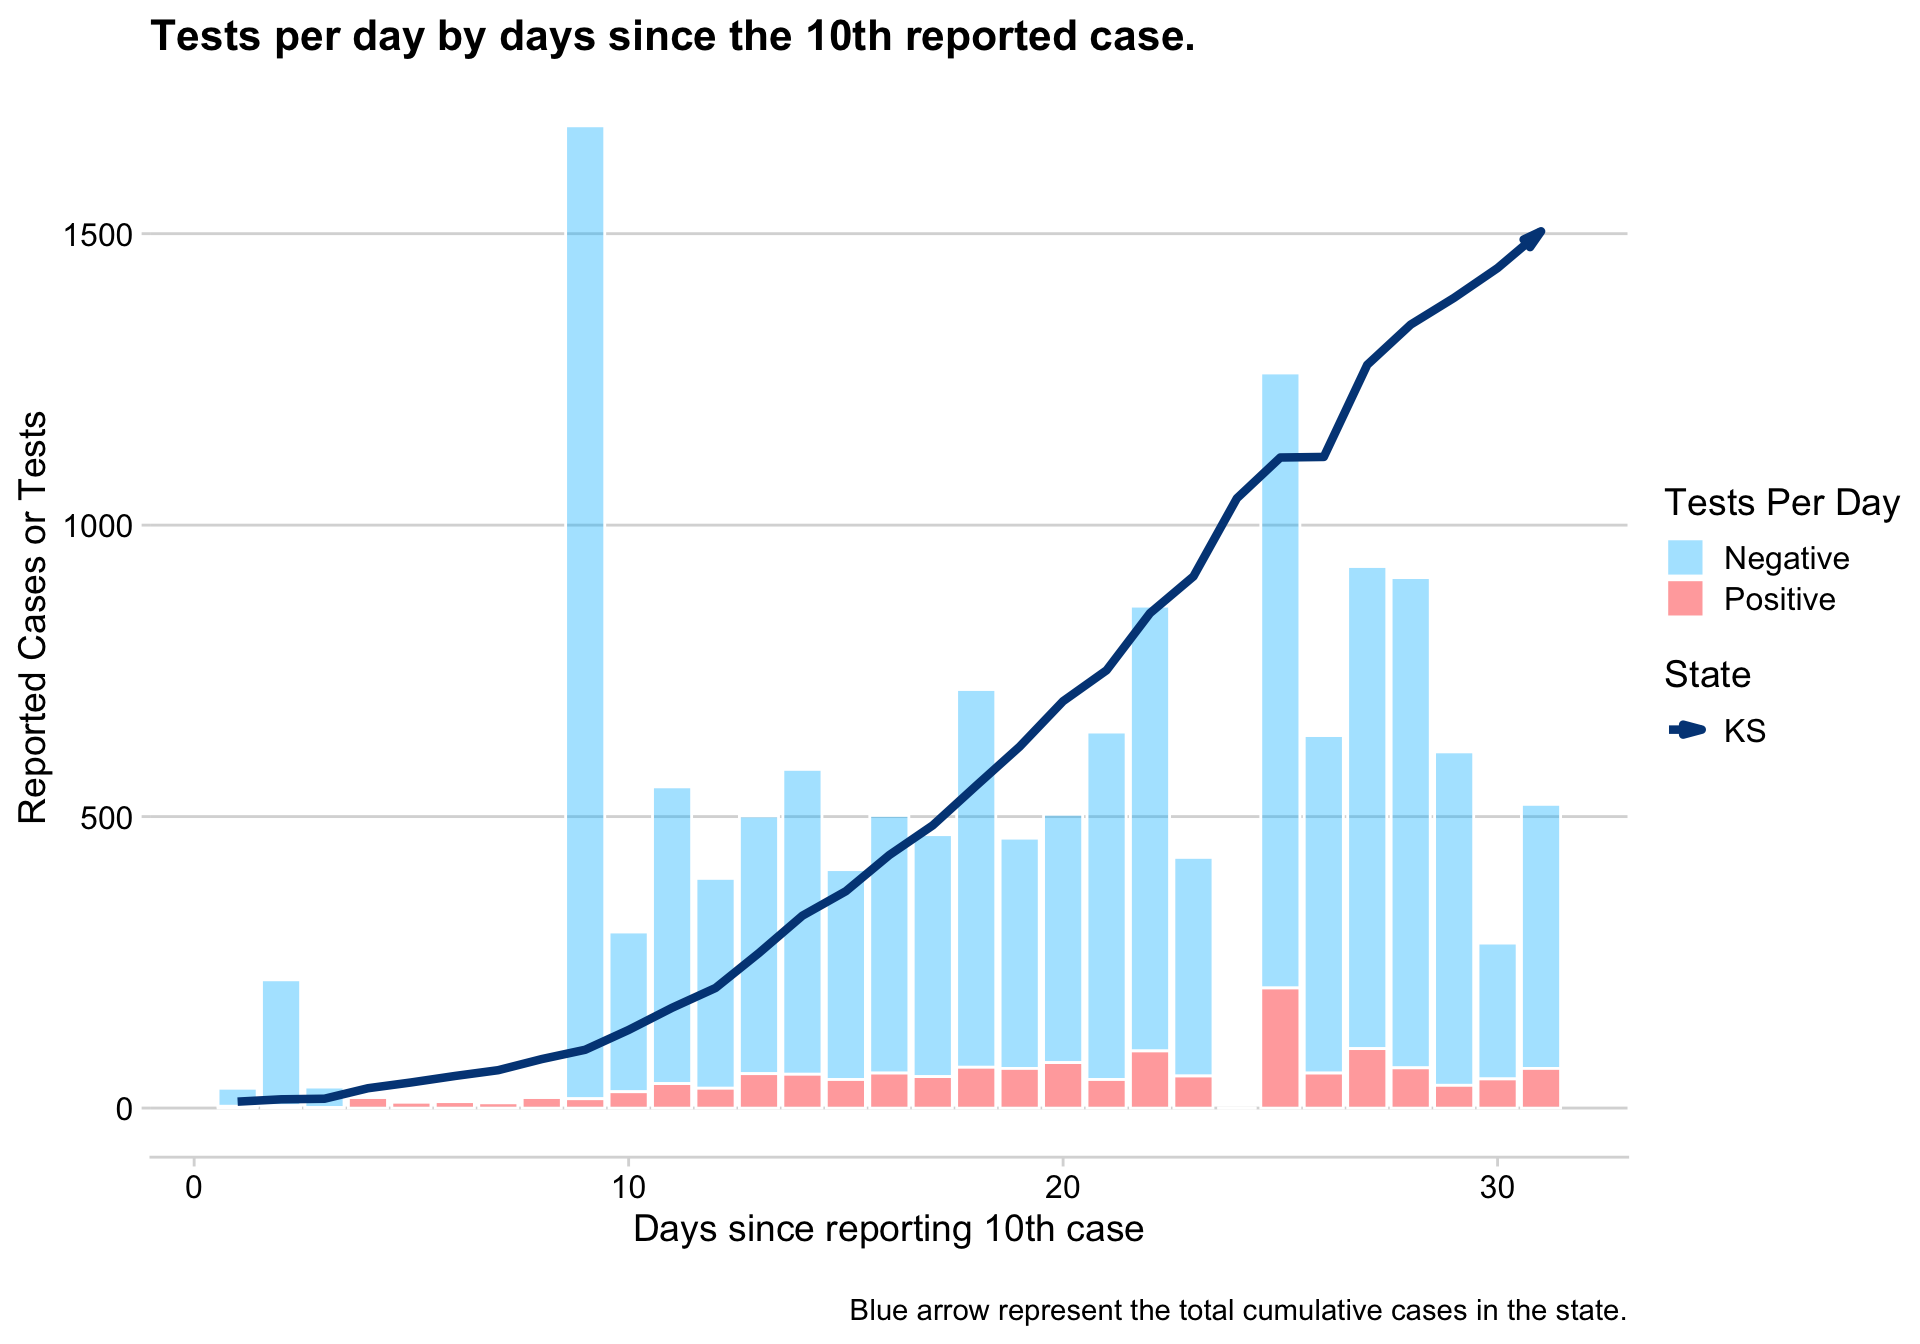 Tests per day by days since the 10th reported case.
Reported Cases or Tests
1500
1000
500
0
0 10 20 30
Days since reporting 10th case
Tests Per Day
Negative
Positive
State
KS
Blue arrow represent the total cumulative cases in the state.